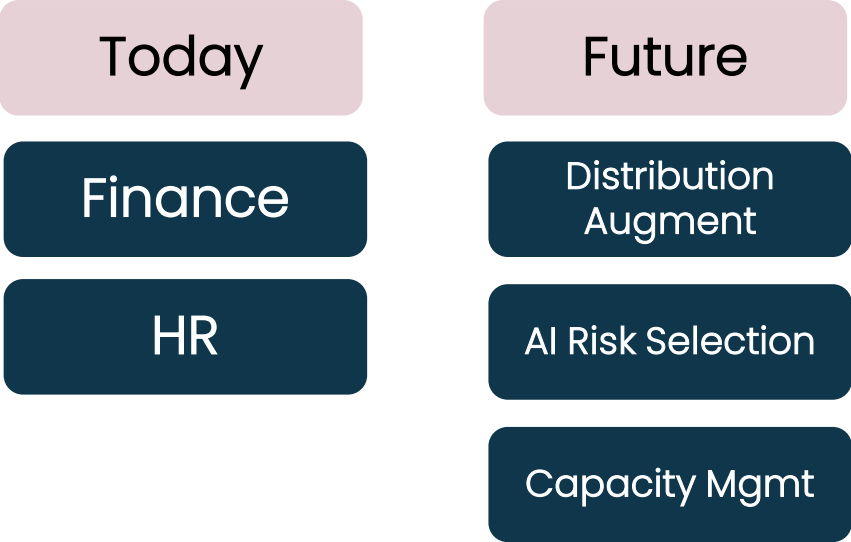 Today
Finance
HR
Future
Distribution
Augment
AI Risk Selection
Capacity Mgmt